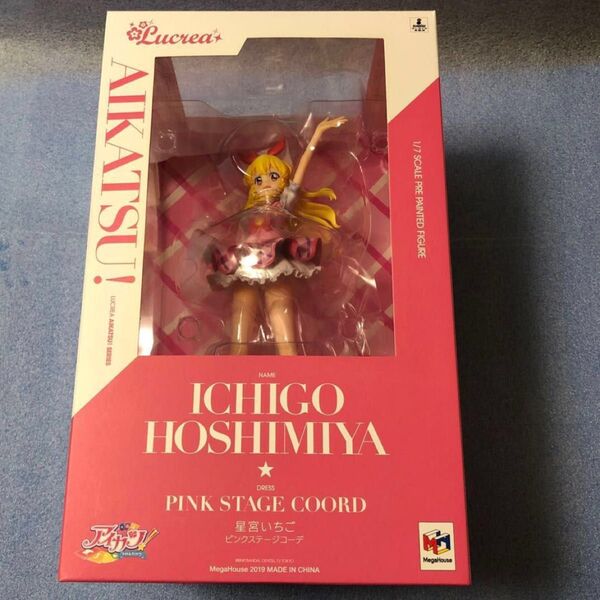 Lucrea
AIKATSU!
LUCREA AIKATSU! SERIES
1/7 SCALE PRE PAINTED FIGURE
NAME
ICHIGO
HOSHIMIYA
★
DRESS
PINK STAGE COORD
星宮いちご
ピンクステージコーデ
アイカツ!
MegaHouse 2019 MADE IN CHINA
MegaHouse